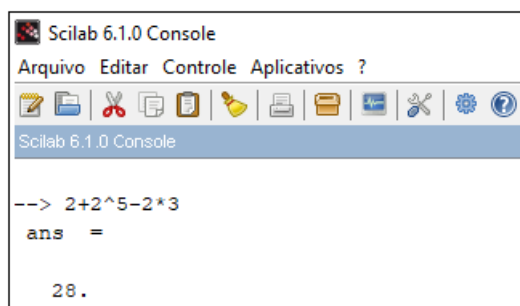 Scilab 6.1.0 Console
Arquivo Editar Controle Aplicativos ?
Scilab 6.1.0 Console
--> 2+2^5-2*3
ans =
28.